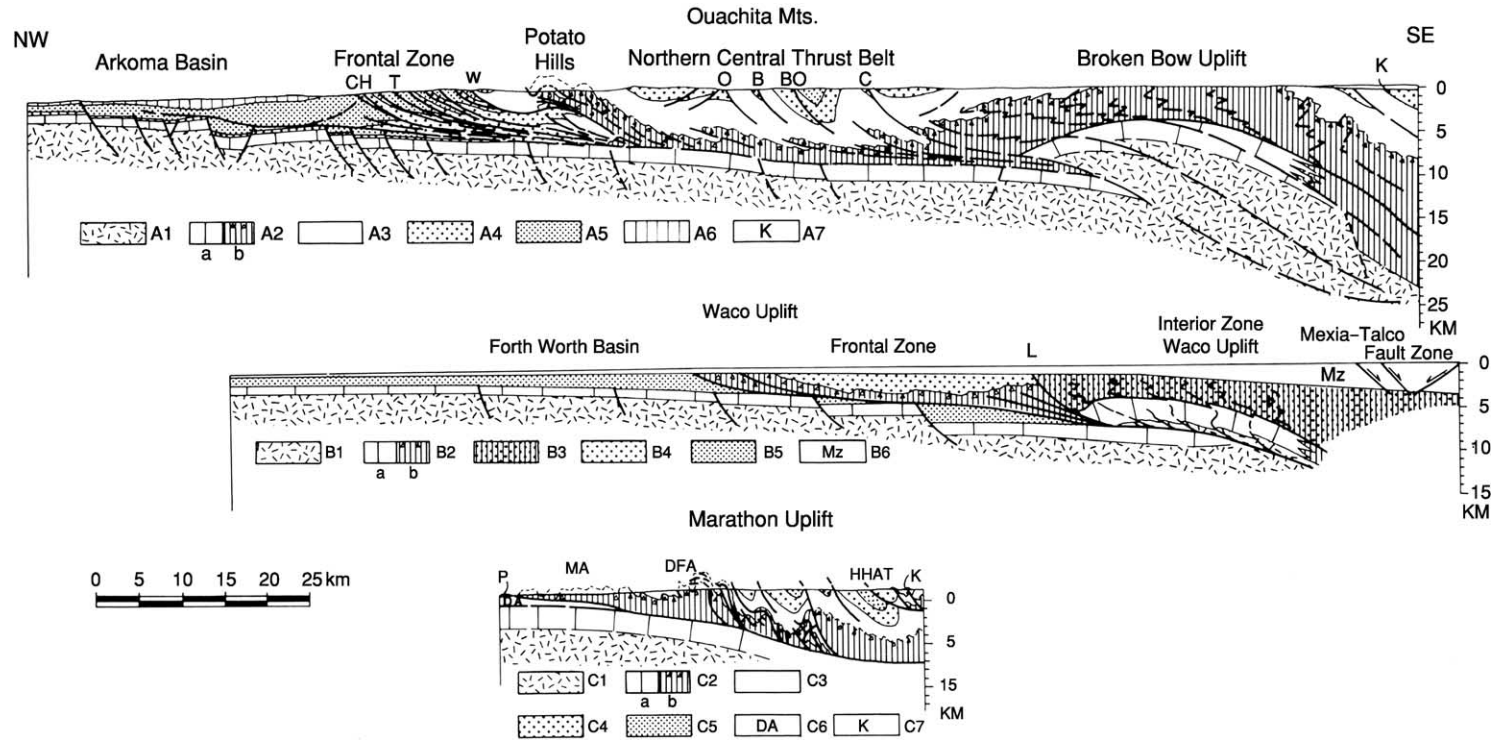 Ouachita Mts.
NW
SE
Arkoma Basin
Frontal Zone
Potato
Hills
Northern Central Thrust Belt
Broken Bow Uplift
CH T W O B BO C K
0
5
10
15
20
25
KM
A1
a b
A2
A3
A4
A5
A6
K A7
Waco Uplift
Forth Worth Basin
Frontal Zone
L
Interior Zone
Waco Uplift
Mexia-Talco
Fault Zone
Mz
0
5
10
15
KM
B1
a b
B2
B3
B4
B5
Mz B6
Marathon Uplift
0 5 10 15 20 25 km
P MA DFA HHAT K
DA
0
5
15
KM
C1
a b
C2
C3
C4
C5
DA C6
K C7